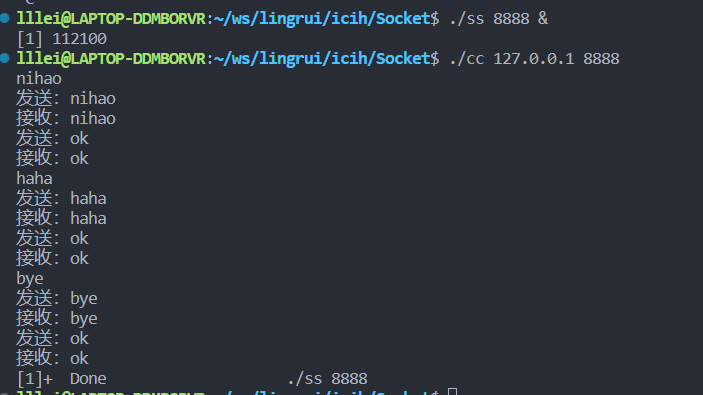 lllei@LAPTOP-DDMBORVR:~/ws/lingrui/icih/Socket$ ./ss 8888 &
[1] 112100
lllei@LAPTOP-DDMBORVR:~/ws/lingrui/icih/Socket$ ./cc 127.0.0.1 8888
nihao
发送: nihao
接收: nihao
发送: ok
接收: ok
haha
发送: haha
接收: haha
发送: ok
接收: ok
bye
发送: bye
接收: bye
发送: ok
接收: ok
[1]+  Done                    ./ss 8888